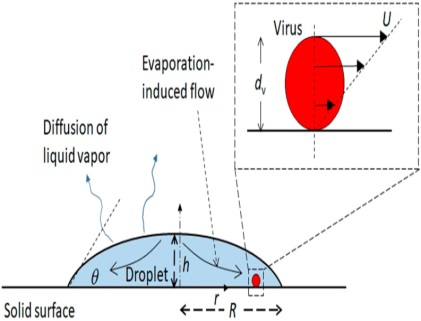 Virus
U
d_v
Evaporation-
induced flow
Diffusion of
liquid vapor
θ
Droplet
h
r
R
Solid surface